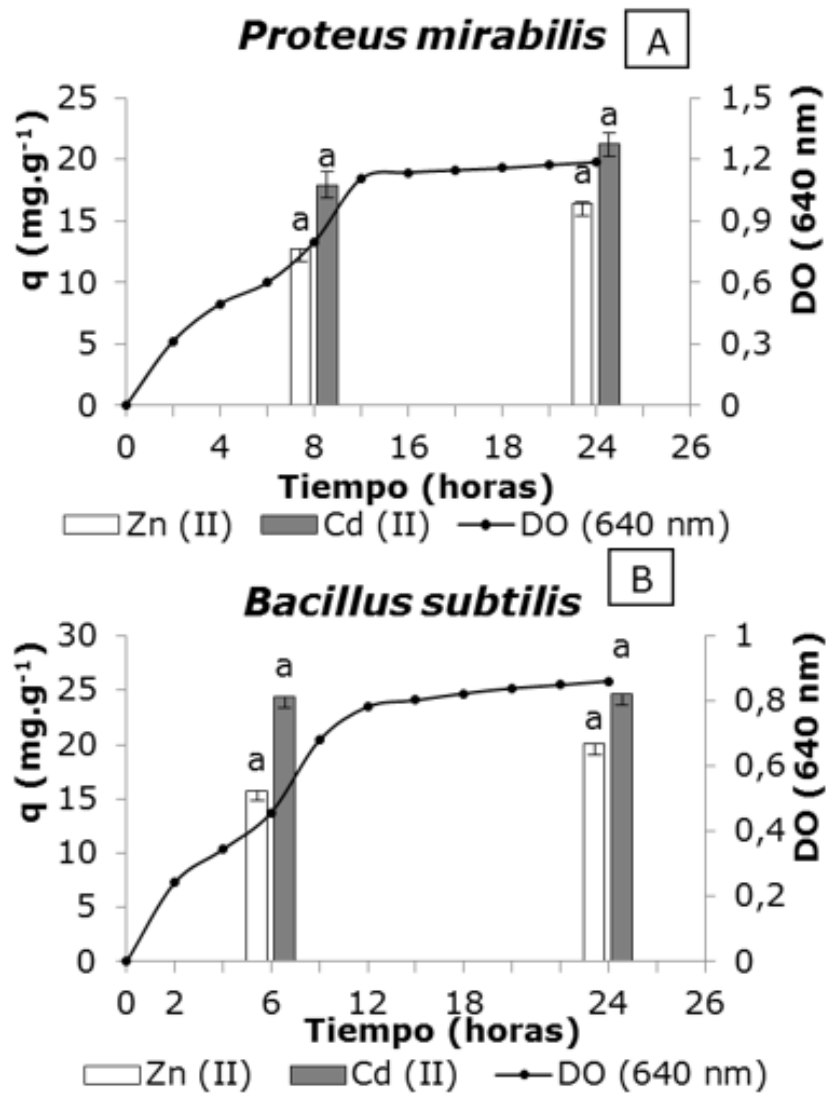 Proteus mirabilis
A
q (mg.g⁻¹)
25
20
15
10
5
0
a
a
a
a
1,5
1,2
0,9
0,6
0,3
0
DO (640 nm)
0 4 8 16 18 24 26
Tiempo (horas)
Zn (II) Cd (II) DO (640 nm)
Bacillus subtilis
B
q (mg.g⁻¹)
30
25
20
15
10
5
0
a
a
a
a
1
0,8
0,6
0,4
0,2
0
DO (640 nm)
0 2 6 12 18 24 26
Tiempo (horas)
Zn (II) Cd (II) DO (640 nm)